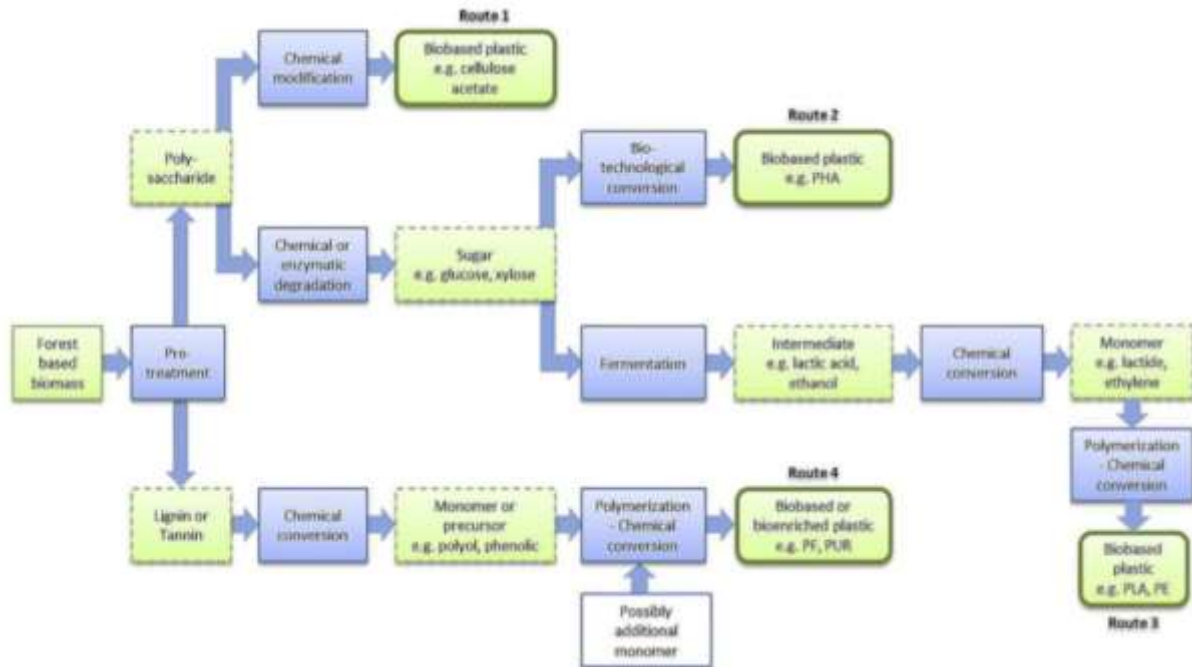 Route 1
Chemical
modification
Biobased plastic
e.g. cellulose
acetate
Route 2
Poly-
saccharide
Bio-
technological
conversion
Biobased plastic
e.g. PHA
Chemical or
enzymatic
degradation
Sugar
e.g. glucose, xylose
Forest
based
biomass
Pre-
treatment
Fermentation
Intermediate
e.g. lactic acid,
ethanol
Chemical
conversion
Monomer
e.g. lactide,
ethylene
Polymerization
- Chemical
conversion
Route 4
Lignin or
Tannin
Chemical
conversion
Monomer or
precursor
e.g. polyol, phenolic
Polymerization
- Chemical
conversion
Biobased or
bioenriched plastic
e.g. PF, PUR
Biobased
plastic
e.g. PLA, PE
Route 3
Possibly
additional
monomer